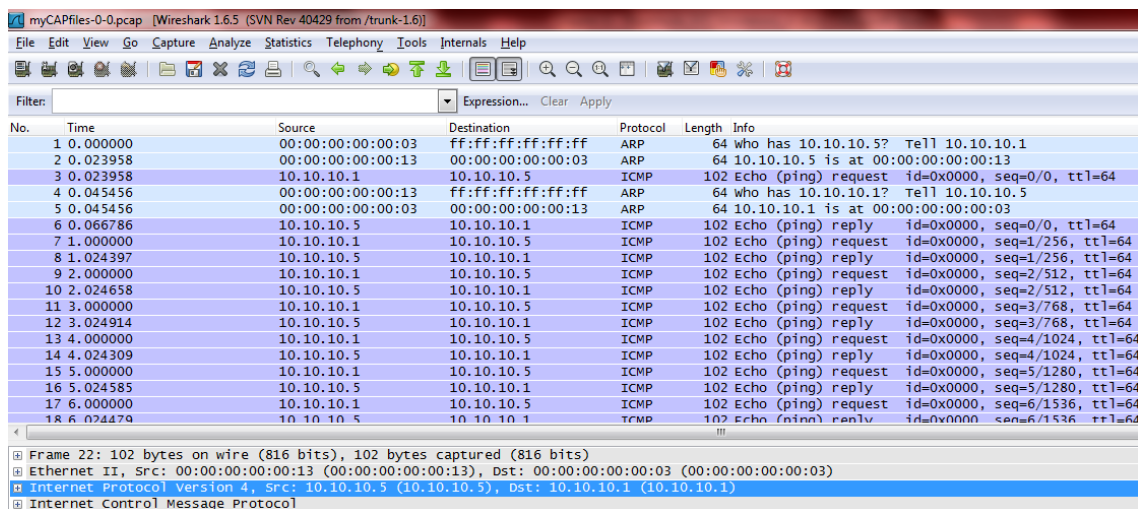 myCAPfiles-0-0.pcap [Wireshark 1.6.5 (SVN Rev 40429 from /trunk-1.6)]
File Edit View Go Capture Analyze Statistics Telephony Tools Internals Help
Filter: Expression... Clear Apply
No. Time Source Destination Protocol Length Info
1 0.000000 00:00:00:00:00:03 ff:ff:ff:ff:ff:ff ARP 64 Who has 10.10.10.5? Tell 10.10.10.1
2 0.023958 00:00:00:00:00:13 00:00:00:00:00:03 ARP 64 10.10.10.5 is at 00:00:00:00:00:13
3 0.023958 10.10.10.1 10.10.10.5 ICMP 102 Echo (ping) request id=0x0000, seq=0/0, ttl=64
4 0.045456 00:00:00:00:00:13 ff:ff:ff:ff:ff:ff ARP 64 Who has 10.10.10.1? Tell 10.10.10.5
5 0.045456 00:00:00:00:00:03 00:00:00:00:00:13 ARP 64 10.10.10.1 is at 00:00:00:00:00:03
6 0.066786 10.10.10.5 10.10.10.1 ICMP 102 Echo (ping) reply id=0x0000, seq=0/0, ttl=64
7 1.000000 10.10.10.1 10.10.10.5 ICMP 102 Echo (ping) request id=0x0000, seq=1/256, ttl=64
8 1.024397 10.10.10.5 10.10.10.1 ICMP 102 Echo (ping) reply id=0x0000, seq=1/256, ttl=64
9 2.000000 10.10.10.1 10.10.10.5 ICMP 102 Echo (ping) request id=0x0000, seq=2/512, ttl=64
10 2.024658 10.10.10.5 10.10.10.1 ICMP 102 Echo (ping) reply id=0x0000, seq=2/512, ttl=64
11 3.000000 10.10.10.1 10.10.10.5 ICMP 102 Echo (ping) request id=0x0000, seq=3/768, ttl=64
12 3.024914 10.10.10.5 10.10.10.1 ICMP 102 Echo (ping) reply id=0x0000, seq=3/768, ttl=64
13 4.000000 10.10.10.1 10.10.10.5 ICMP 102 Echo (ping) request id=0x0000, seq=4/1024, ttl=64
14 4.024309 10.10.10.5 10.10.10.1 ICMP 102 Echo (ping) reply id=0x0000, seq=4/1024, ttl=64
15 5.000000 10.10.10.1 10.10.10.5 ICMP 102 Echo (ping) request id=0x0000, seq=5/1280, ttl=64
16 5.024585 10.10.10.5 10.10.10.1 ICMP 102 Echo (ping) reply id=0x0000, seq=5/1280, ttl=64
17 6.000000 10.10.10.1 10.10.10.5 ICMP 102 Echo (ping) request id=0x0000, seq=6/1536, ttl=64
18 6.024479 10.10.10.5 10.10.10.1 ICMP 102 Echo (ping) reply id=0x0000, seq=6/1536, ttl=64
Frame 22: 102 bytes on wire (816 bits), 102 bytes captured (816 bits)
Ethernet II, Src: 00:00:00:00:00:13 (00:00:00:00:00:13), Dst: 00:00:00:00:00:03 (00:00:00:00:00:03)
Internet Protocol Version 4, Src: 10.10.10.5 (10.10.10.5), Dst: 10.10.10.1 (10.10.10.1)
Internet Control Message Protocol